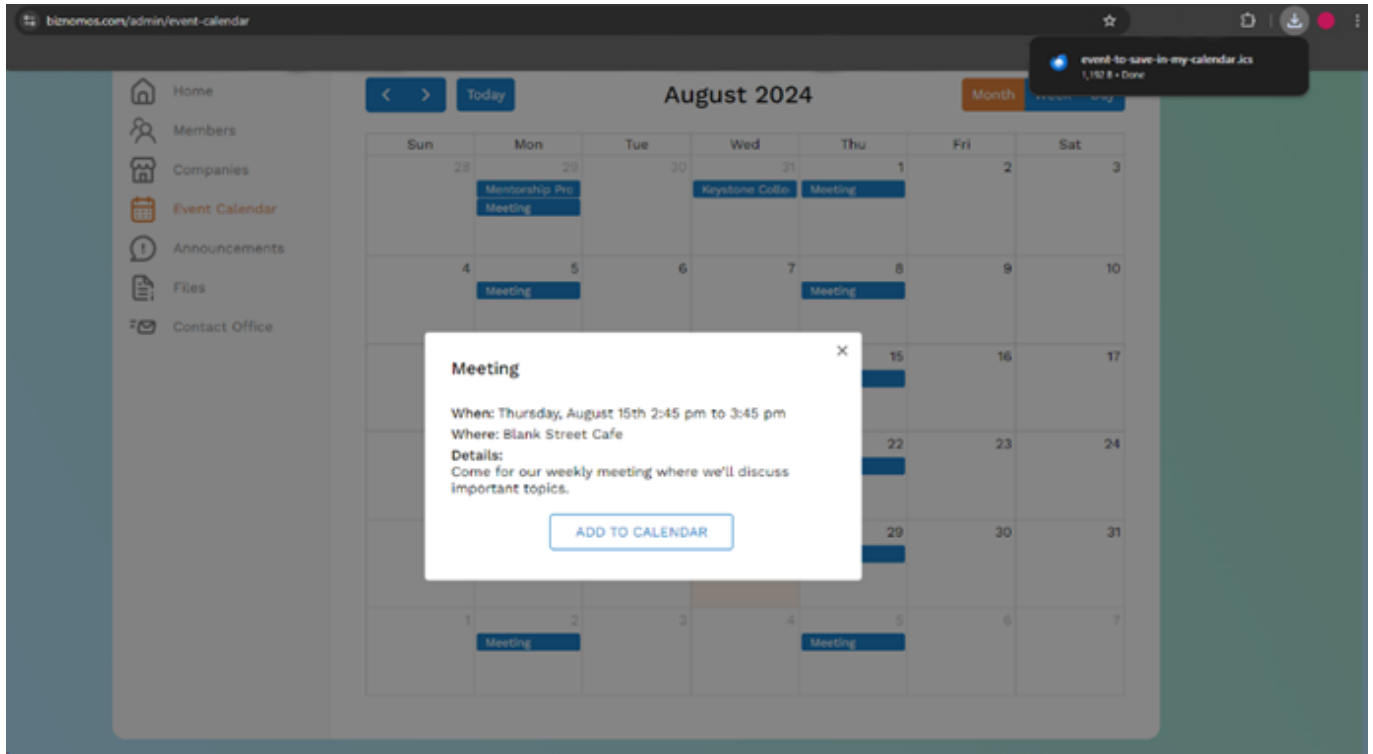 biznomos.com/admin/event-calendar
event-to-save-in-my-calendar.ics
1,192 B • Done
Home
Members
Companies
Event Calendar
Announcements
Files
Contact Office
Today
August 2024
Month
Week
Day
Sun Mon Tue Wed Thu Fri Sat
28 29 30 31 1 2 3
Mentorship Pro
Keystone Colle
Meeting
Meeting
4 5 6 7 8 9 10
Meeting
Meeting
15 16 17
22 23 24
29 30 31
Meeting
When: Thursday, August 15th 2:45 pm to 3:45 pm
Where: Blank Street Cafe
Details:
Come for our weekly meeting where we'll discuss
important topics.
ADD TO CALENDAR
1 2 3 4 5 6 7
Meeting
Meeting